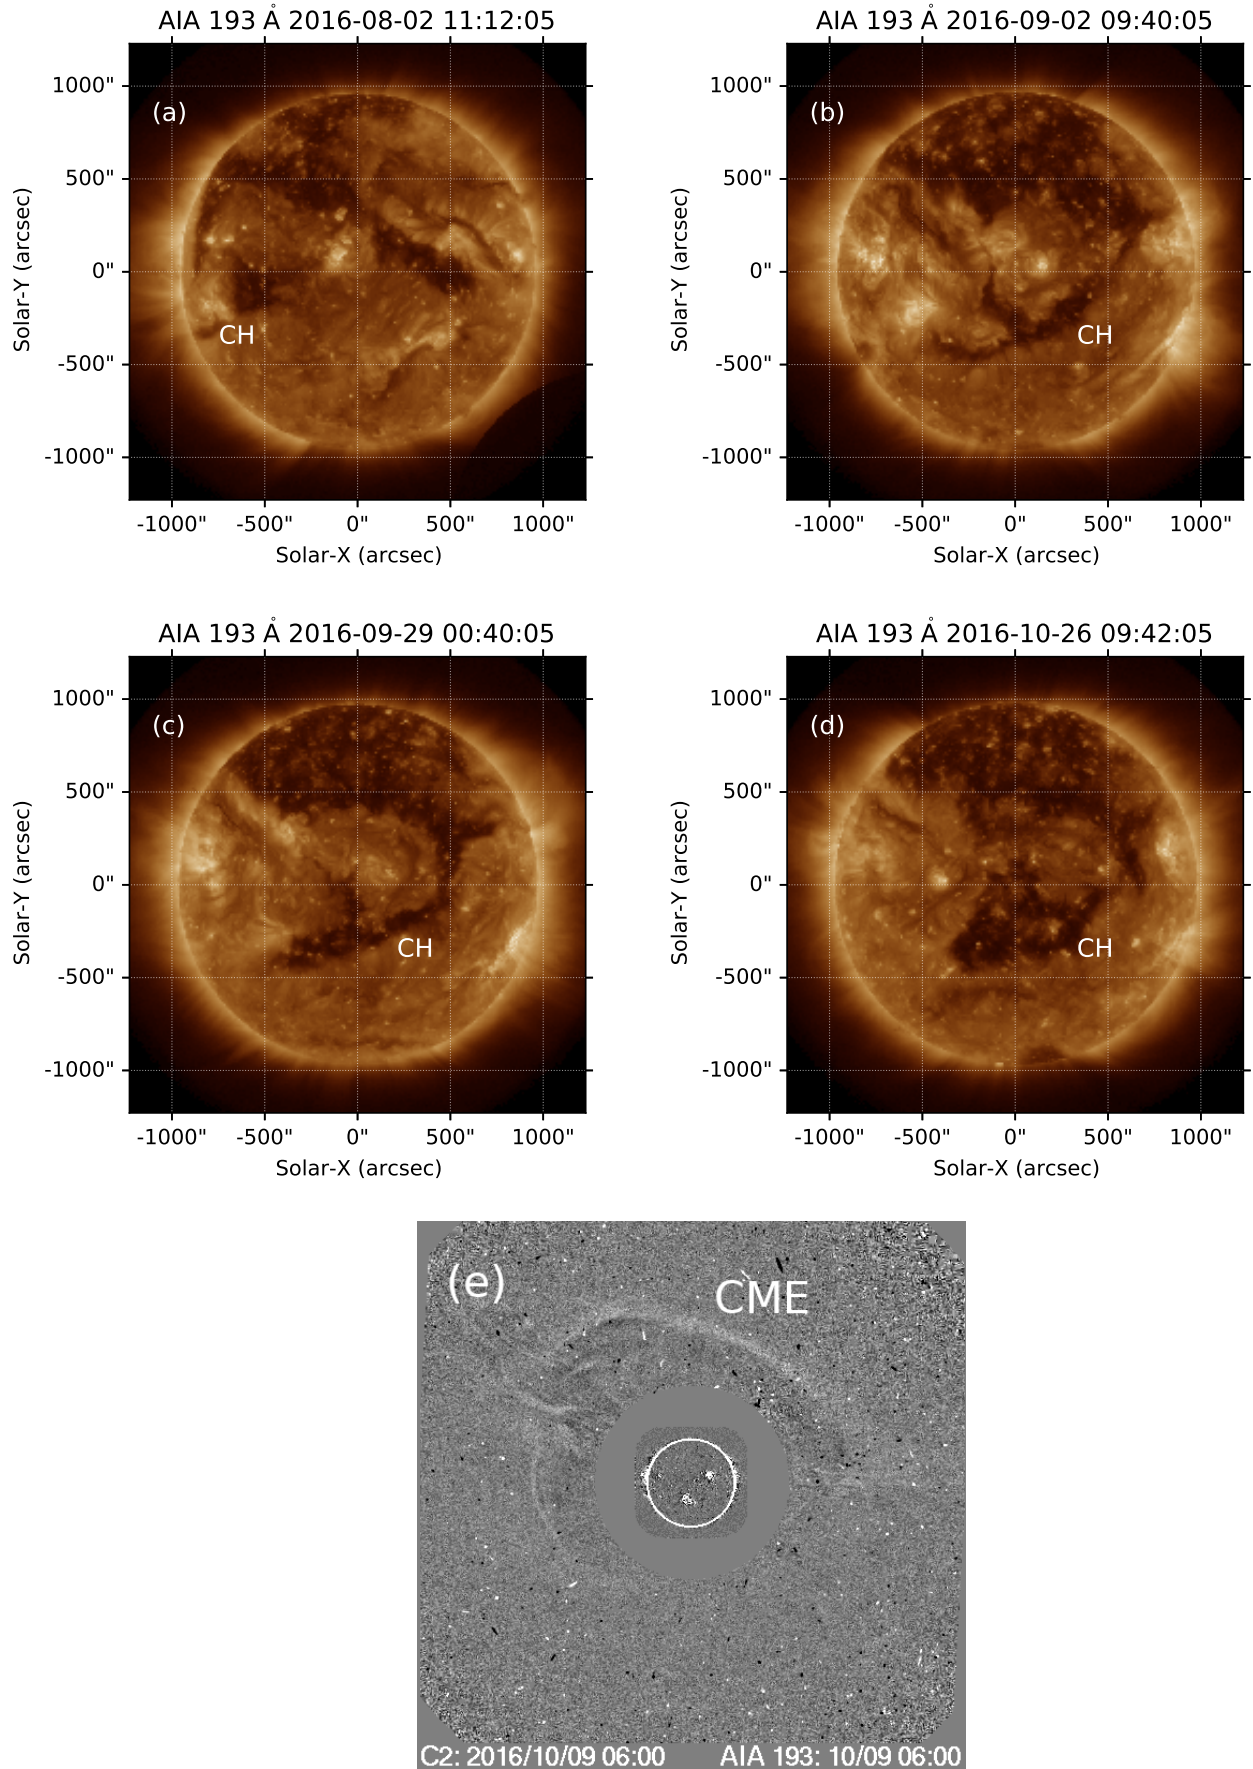 AIA 193 Å 2016-08-02 11:12:05
(a)
CH
1000"
500"
0"
-500"
-1000"
Solar-Y (arcsec)
-1000" -500" 0" 500" 1000"
Solar-X (arcsec)
AIA 193 Å 2016-09-02 09:40:05
(b)
CH
1000"
500"
0"
-500"
-1000"
Solar-Y (arcsec)
-1000" -500" 0" 500" 1000"
Solar-X (arcsec)
AIA 193 Å 2016-09-29 00:40:05
(c)
CH
1000"
500"
0"
-500"
-1000"
Solar-Y (arcsec)
-1000" -500" 0" 500" 1000"
Solar-X (arcsec)
AIA 193 Å 2016-10-26 09:42:05
(d)
CH
1000"
500"
0"
-500"
-1000"
Solar-Y (arcsec)
-1000" -500" 0" 500" 1000"
Solar-X (arcsec)
(e)
CME
C2: 2016/10/09 06:00 AIA 193: 10/09 06:00